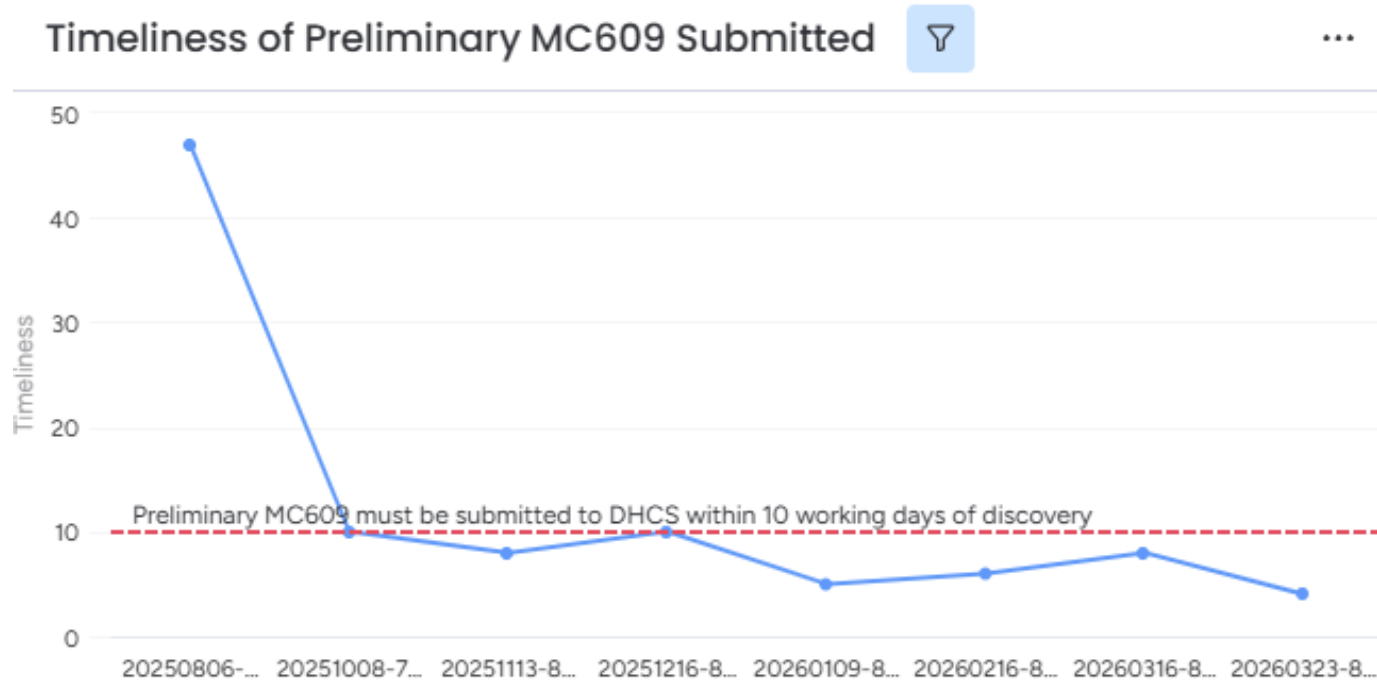 Timeliness of Preliminary MC609 Submitted
...
50
40
30
20
10
0
Timeliness
Preliminary MC609 must be submitted to DHCS within 10 working days of discovery
20250806-... 20251008-7... 20251113-8... 20251216-8... 20260109-8... 20260216-8... 20260316-8... 20260323-8...